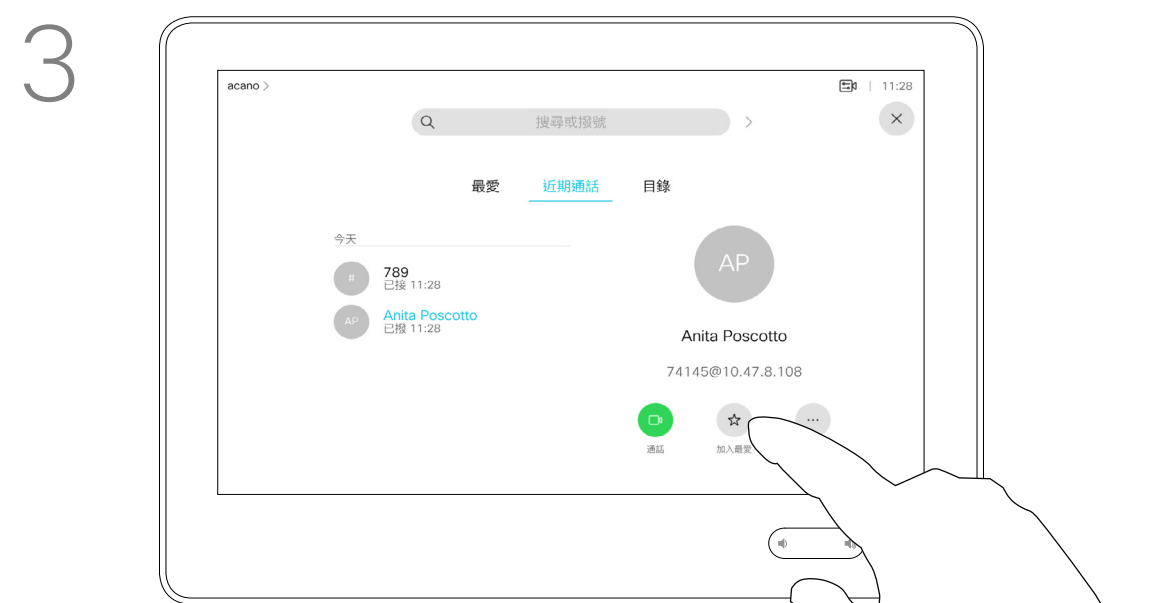 3
acano >
11:28
搜尋或撥號
最愛 近期通話 目錄
今天
# 789
已接 11:28
AP Anita Poscotto
已撥 11:28
AP
Anita Poscotto
74145@10.47.8.108
通話 加入最愛